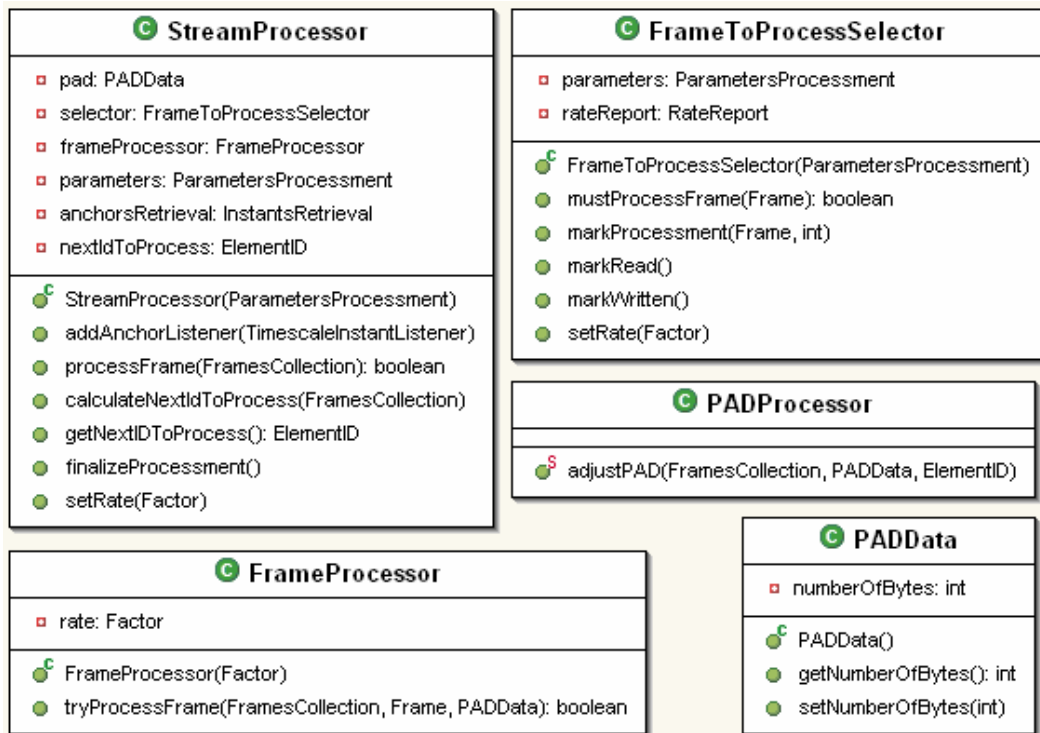 C StreamProcessor
pad: PADData
selector: FrameToProcessSelector
frameProcessor: FrameProcessor
parameters: ParametersProcessment
anchorsRetrieval: InstantsRetrieval
nextIdToProcess: ElementID
C StreamProcessor(ParametersProcessment)
addAnchorListener(TimescaleInstantListener)
processFrame(FramesCollection): boolean
calculateNextIdToProcess(FramesCollection)
getNextIDToProcess(): ElementID
finalizeProcessment()
setRate(Factor)
C FrameToProcessSelector
parameters: ParametersProcessment
rateReport: RateReport
C FrameToProcessSelector(ParametersProcessment)
mustProcessFrame(Frame): boolean
markProcessment(Frame, int)
markRead()
markWritten()
setRate(Factor)
C PADProcessor
S adjustPAD(FramesCollection, PADData, ElementID)
C FrameProcessor
rate: Factor
C FrameProcessor(Factor)
tryProcessFrame(FramesCollection, Frame, PADData): boolean
C PADData
numberOfBytes: int
C PADData()
getNumberOfBytes(): int
setNumberOfBytes(int)